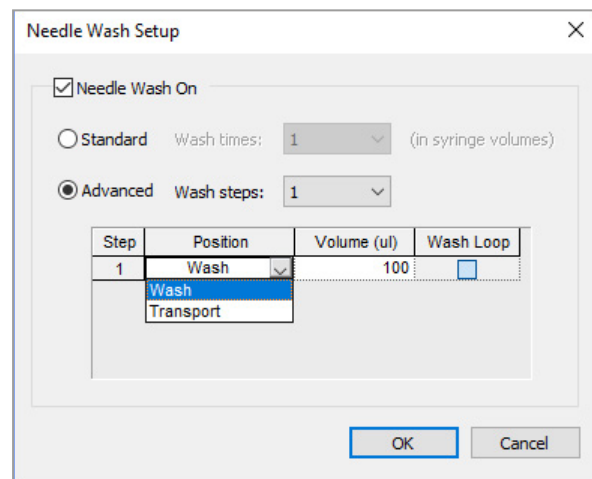 Needle Wash Setup
Needle Wash On
Standard Wash times: 1 (in syringe volumes)
Advanced Wash steps: 1
Step Position Volume (ul) Wash Loop
1 Wash 100
Wash
Transport
OK Cancel